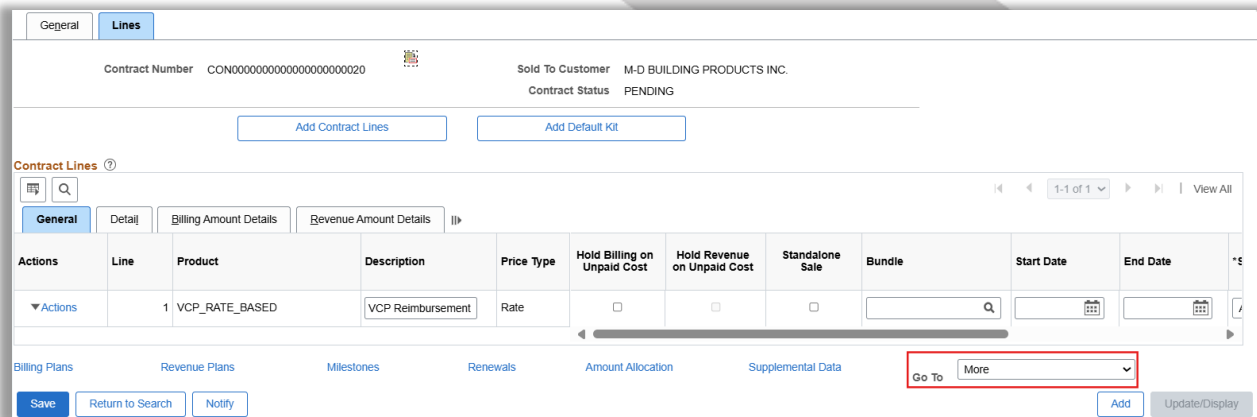 General Lines
Contract Number CON0000000000000000000020 Sold To Customer M-D BUILDING PRODUCTS INC.
Contract Status PENDING
Add Contract Lines Add Default Kit
Contract Lines
1-1 of 1 View All
General Detail Billing Amount Details Revenue Amount Details
Actions Line Product Description Price Type Hold Billing on Unpaid Cost Hold Revenue on Unpaid Cost Standalone Sale Bundle Start Date End Date
Actions 1 VCP_RATE_BASED VCP Reimbursement Rate
Billing Plans Revenue Plans Milestones Renewals Amount Allocation Supplemental Data Go To More
Save Return to Search Notify Add Update/Display